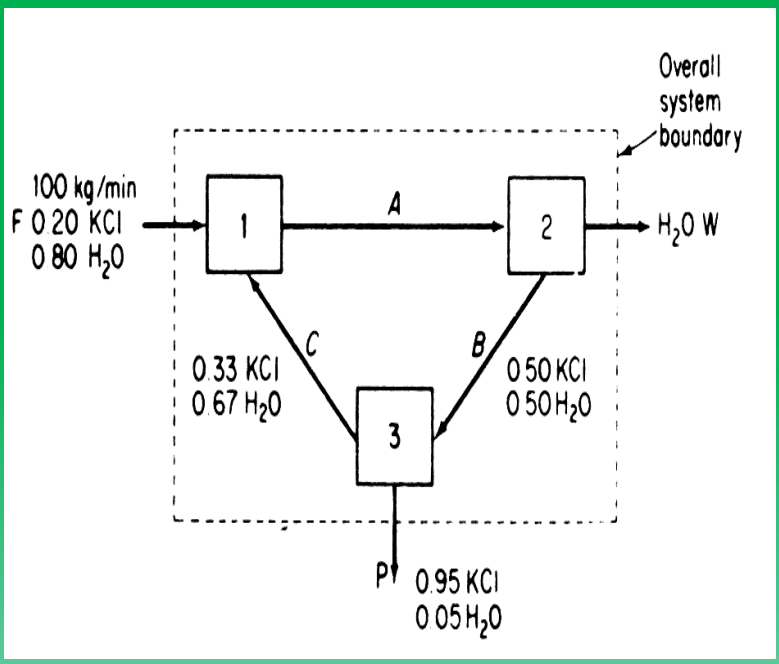 Overall
system
boundary
100 kg/min
F 0.20 KCl
0 80 H₂O
1
A
2
H₂O W
C
B
0.33 KCl
0.67 H₂O
0 50 KCl
0 50 H₂O
3
P
0.95 KCl
0 05 H₂O